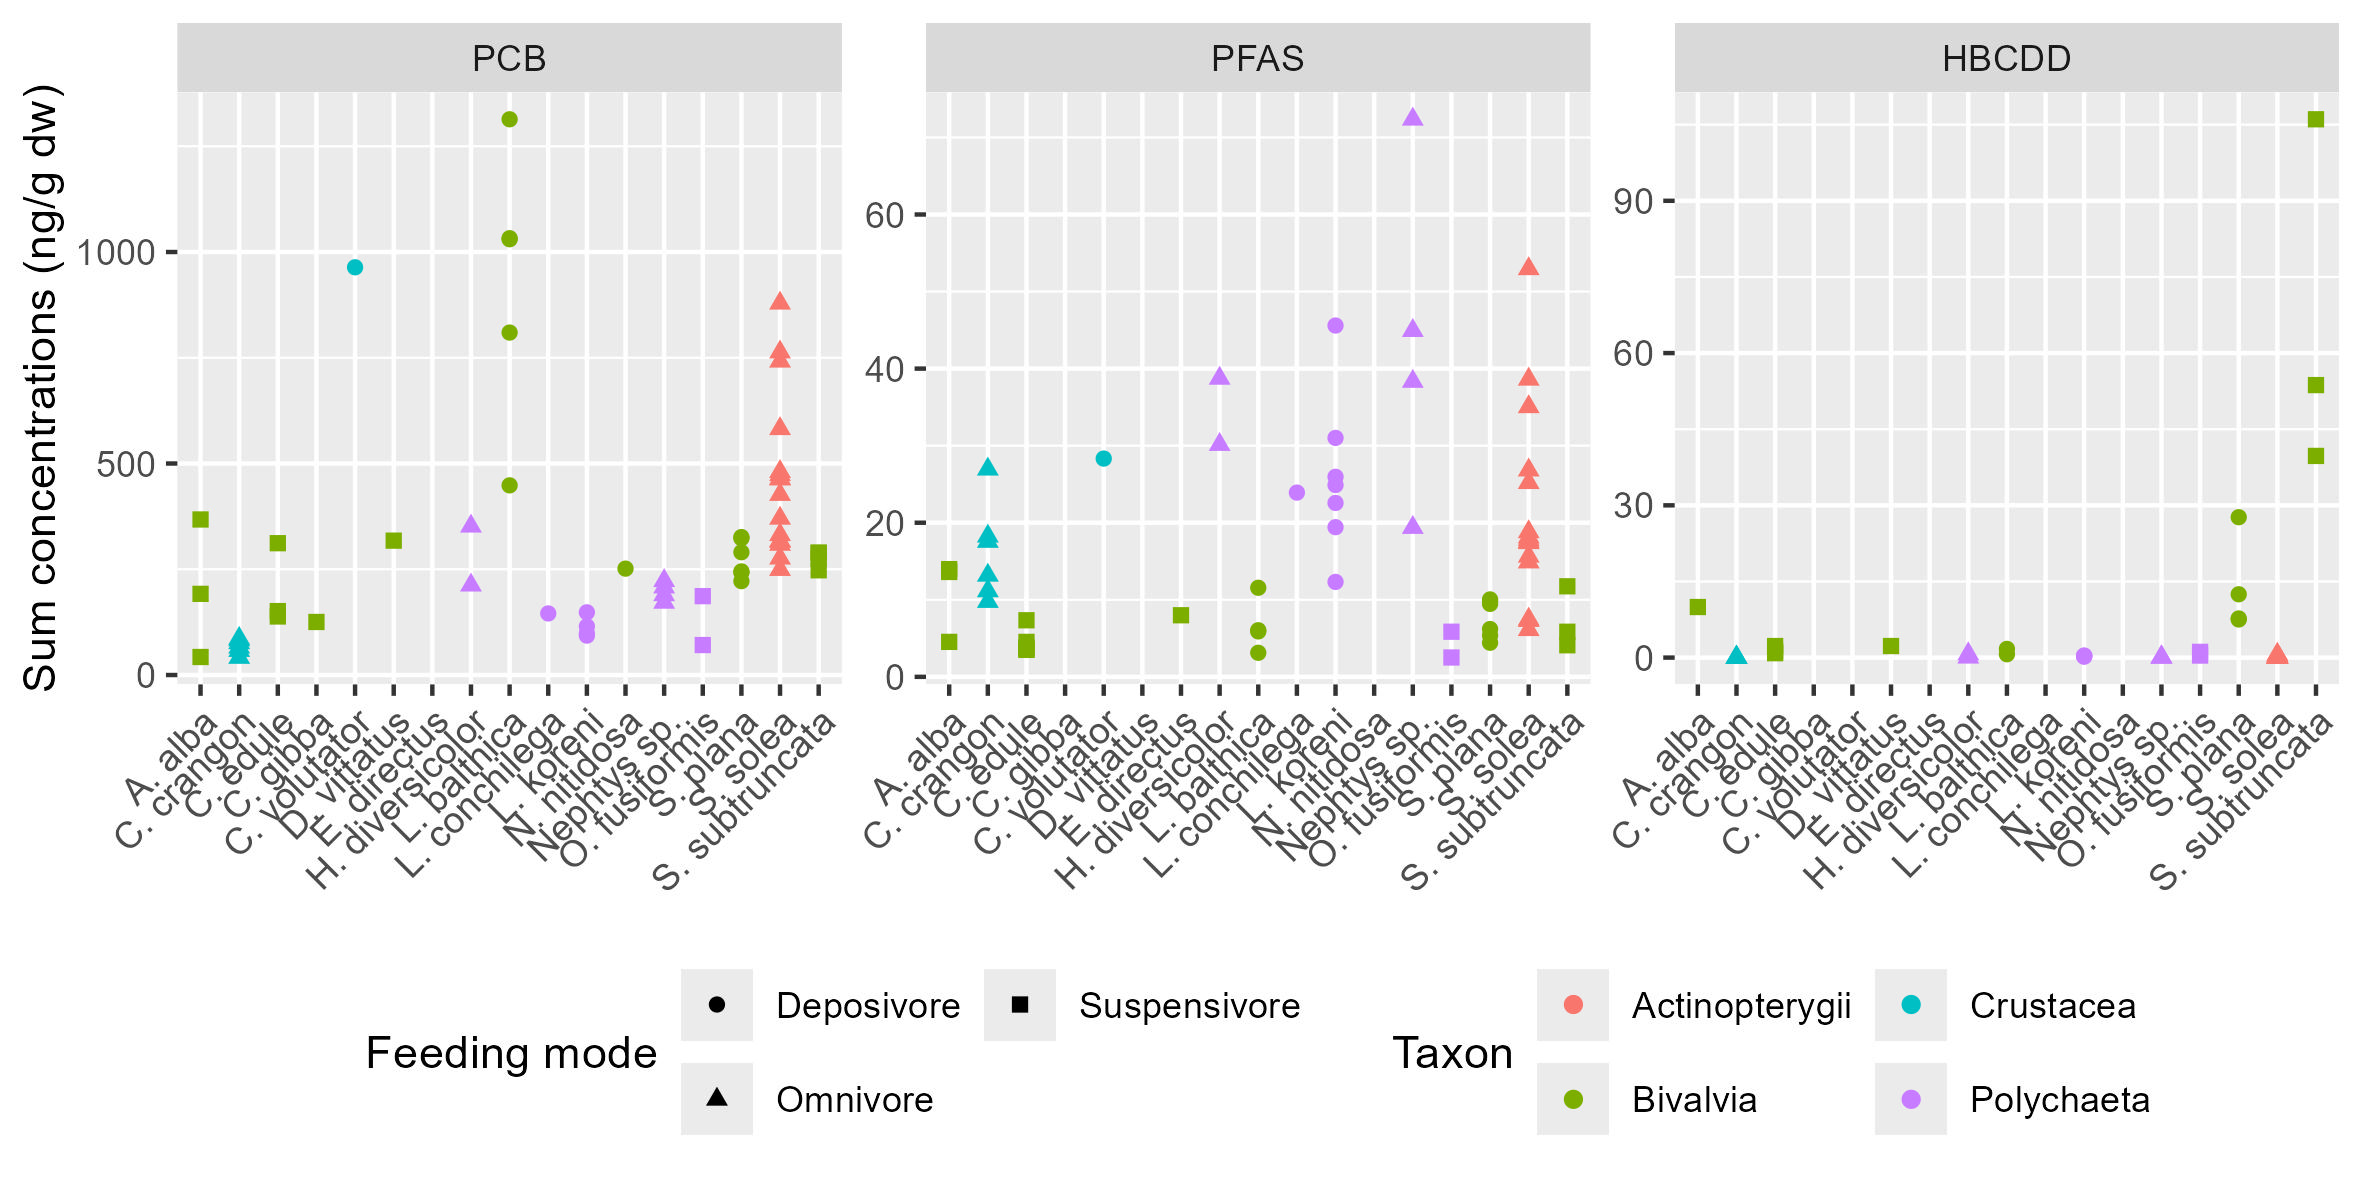 PCB
PFAS
HBCDD
Sum concentrations (ng/g dw)
1000
500
0
60
40
20
0
90
60
30
0
A. alba
C. crangon
C. edule
C. gibba
C. volutator
D. vittatus
E. directus
H. diversicolor
L. balthica
L. conchilega
L. koreni
N. nitidosa
Nephtys sp.
O. fusiformis
S. plana
S. solea
S. subtruncata
A. alba
C. crangon
C. edule
C. gibba
C. volutator
D. vittatus
E. directus
H. diversicolor
L. balthica
L. conchilega
L. koreni
N. nitidosa
Nephtys sp.
O. fusiformis
S. plana
S. solea
S. subtruncata
A. alba
C. crangon
C. edule
C. gibba
C. volutator
D. vittatus
E. directus
H. diversicolor
L. balthica
L. conchilega
L. koreni
N. nitidosa
Nephtys sp.
O. fusiformis
S. plana
S. solea
S. subtruncata
Feeding mode
Deposivore
Suspensivore
Omnivore
Taxon
Actinopterygii
Crustacea
Bivalvia
Polychaeta